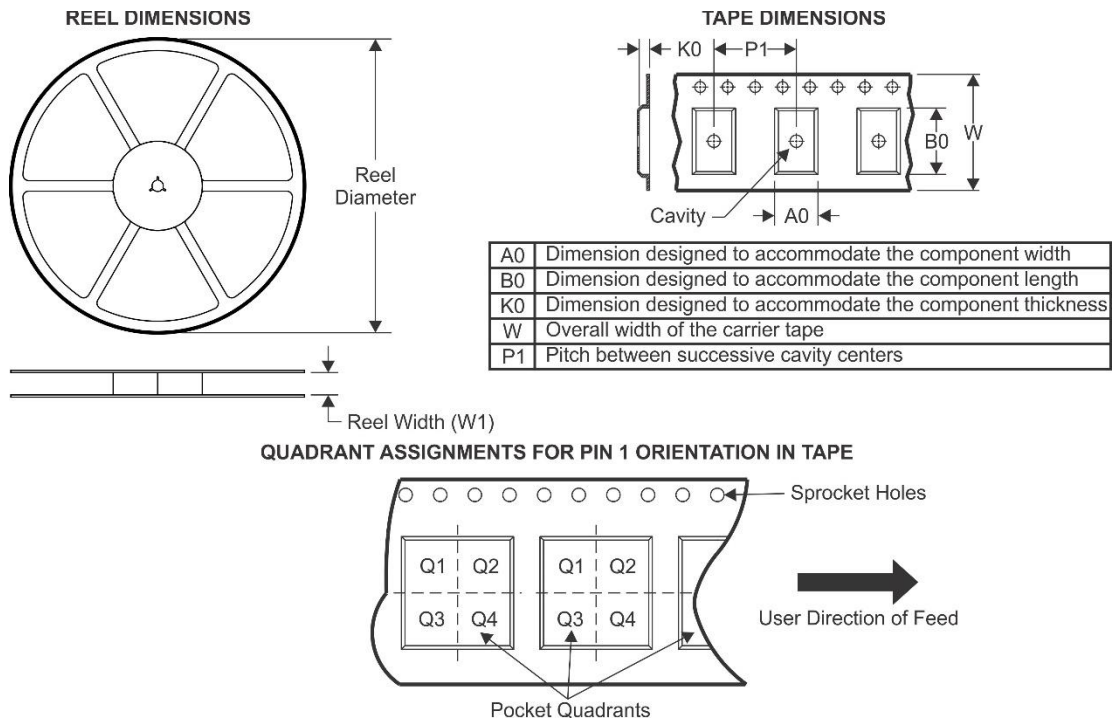 REEL DIMENSIONS
Reel
Diameter
Reel Width (W1)
TAPE DIMENSIONS
K0
P1
B0
W
Cavity
A0
A0 Dimension designed to accommodate the component width
B0 Dimension designed to accommodate the component length
K0 Dimension designed to accommodate the component thickness
W Overall width of the carrier tape
P1 Pitch between successive cavity centers
QUADRANT ASSIGNMENTS FOR PIN 1 ORIENTATION IN TAPE
Sprocket Holes
Q1 Q2 Q1 Q2
Q3 Q4 Q3 Q4
User Direction of Feed
Pocket Quadrants